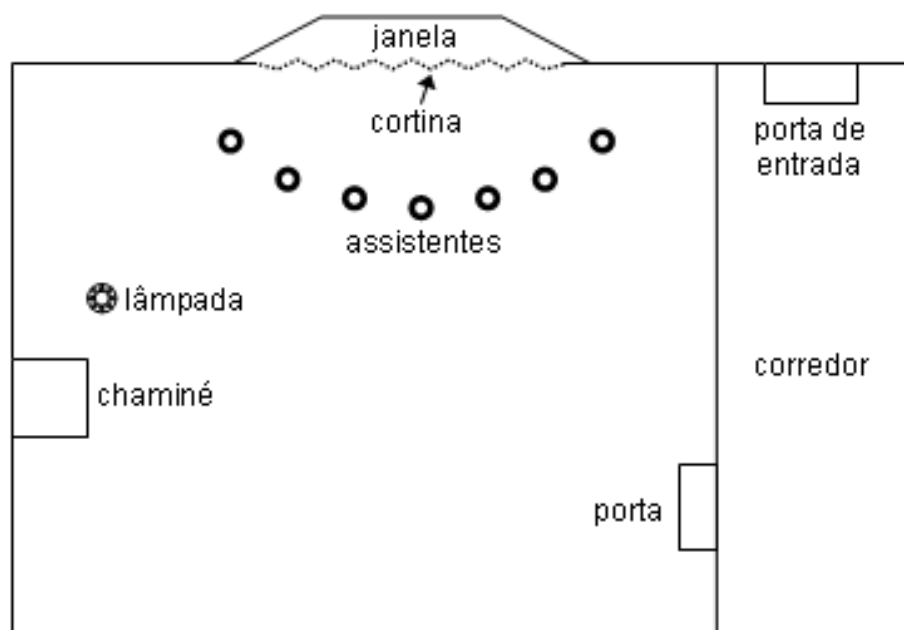 janela
cortina
porta de
entrada
assistentes
lâmpada
corredor
chaminé
porta